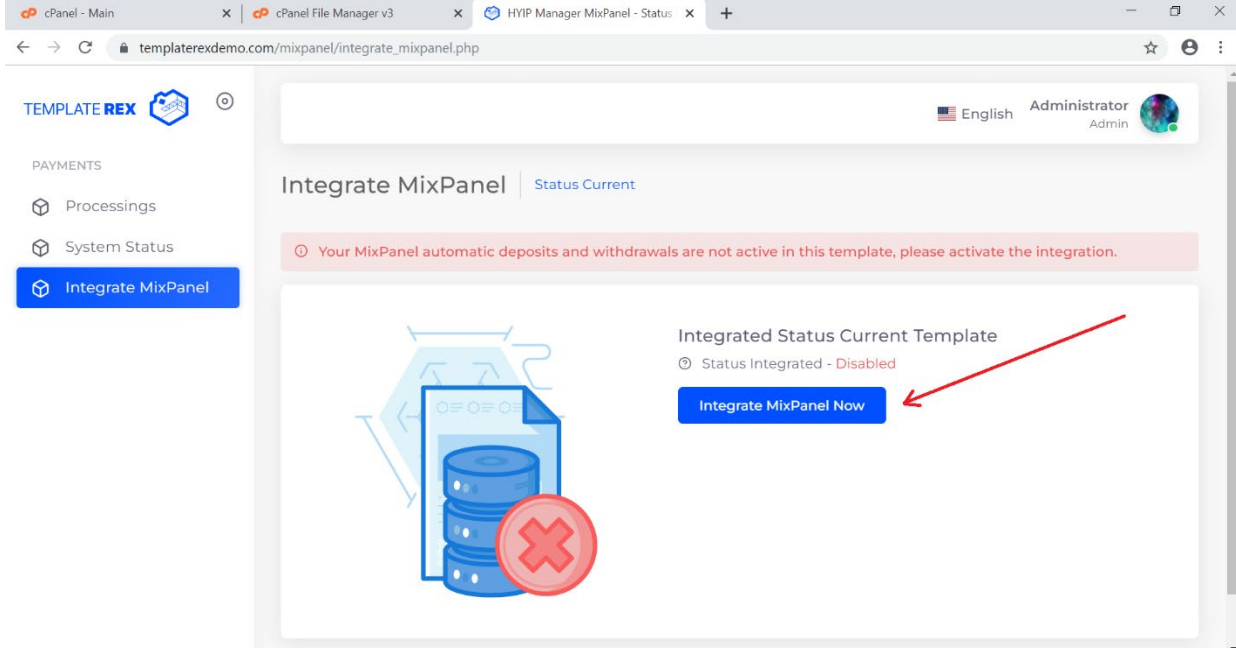 cPanel - Main
cPanel File Manager v3
HYIP Manager MixPanel - Status
templaterexdemo.com/mixpanel/integrate_mixpanel.php
TEMPLATE REX
English
Administrator
Admin
PAYMENTS
Processings
System Status
Integrate MixPanel
Integrate MixPanel
Status Current
Your MixPanel automatic deposits and withdrawals are not active in this template, please activate the integration.
Integrated Status Current Template
Status Integrated - Disabled
Integrate MixPanel Now